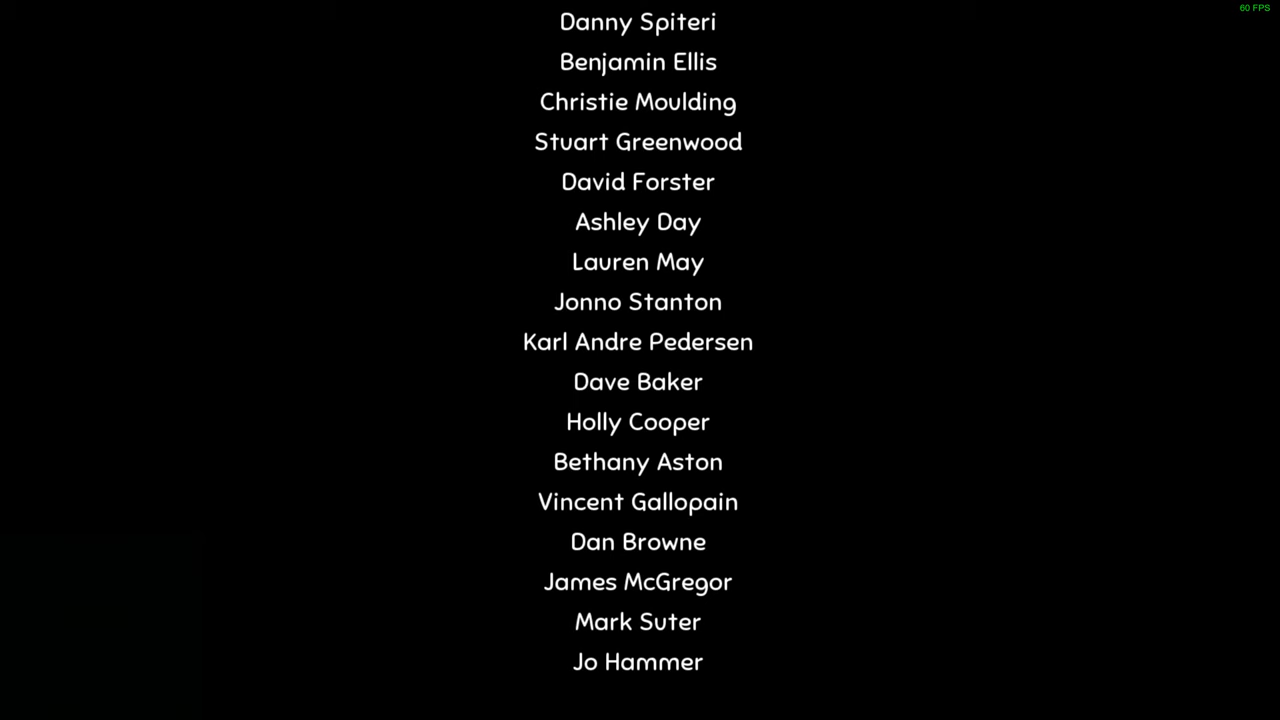 60 FPS
Danny Spiteri
Benjamin Ellis
Christie Moulding
Stuart Greenwood
David Forster
Ashley Day
Lauren May
Jonno Stanton
Karl Andre Pedersen
Dave Baker
Holly Cooper
Bethany Aston
Vincent Gallopain
Dan Browne
James McGregor
Mark Suter
Jo Hammer